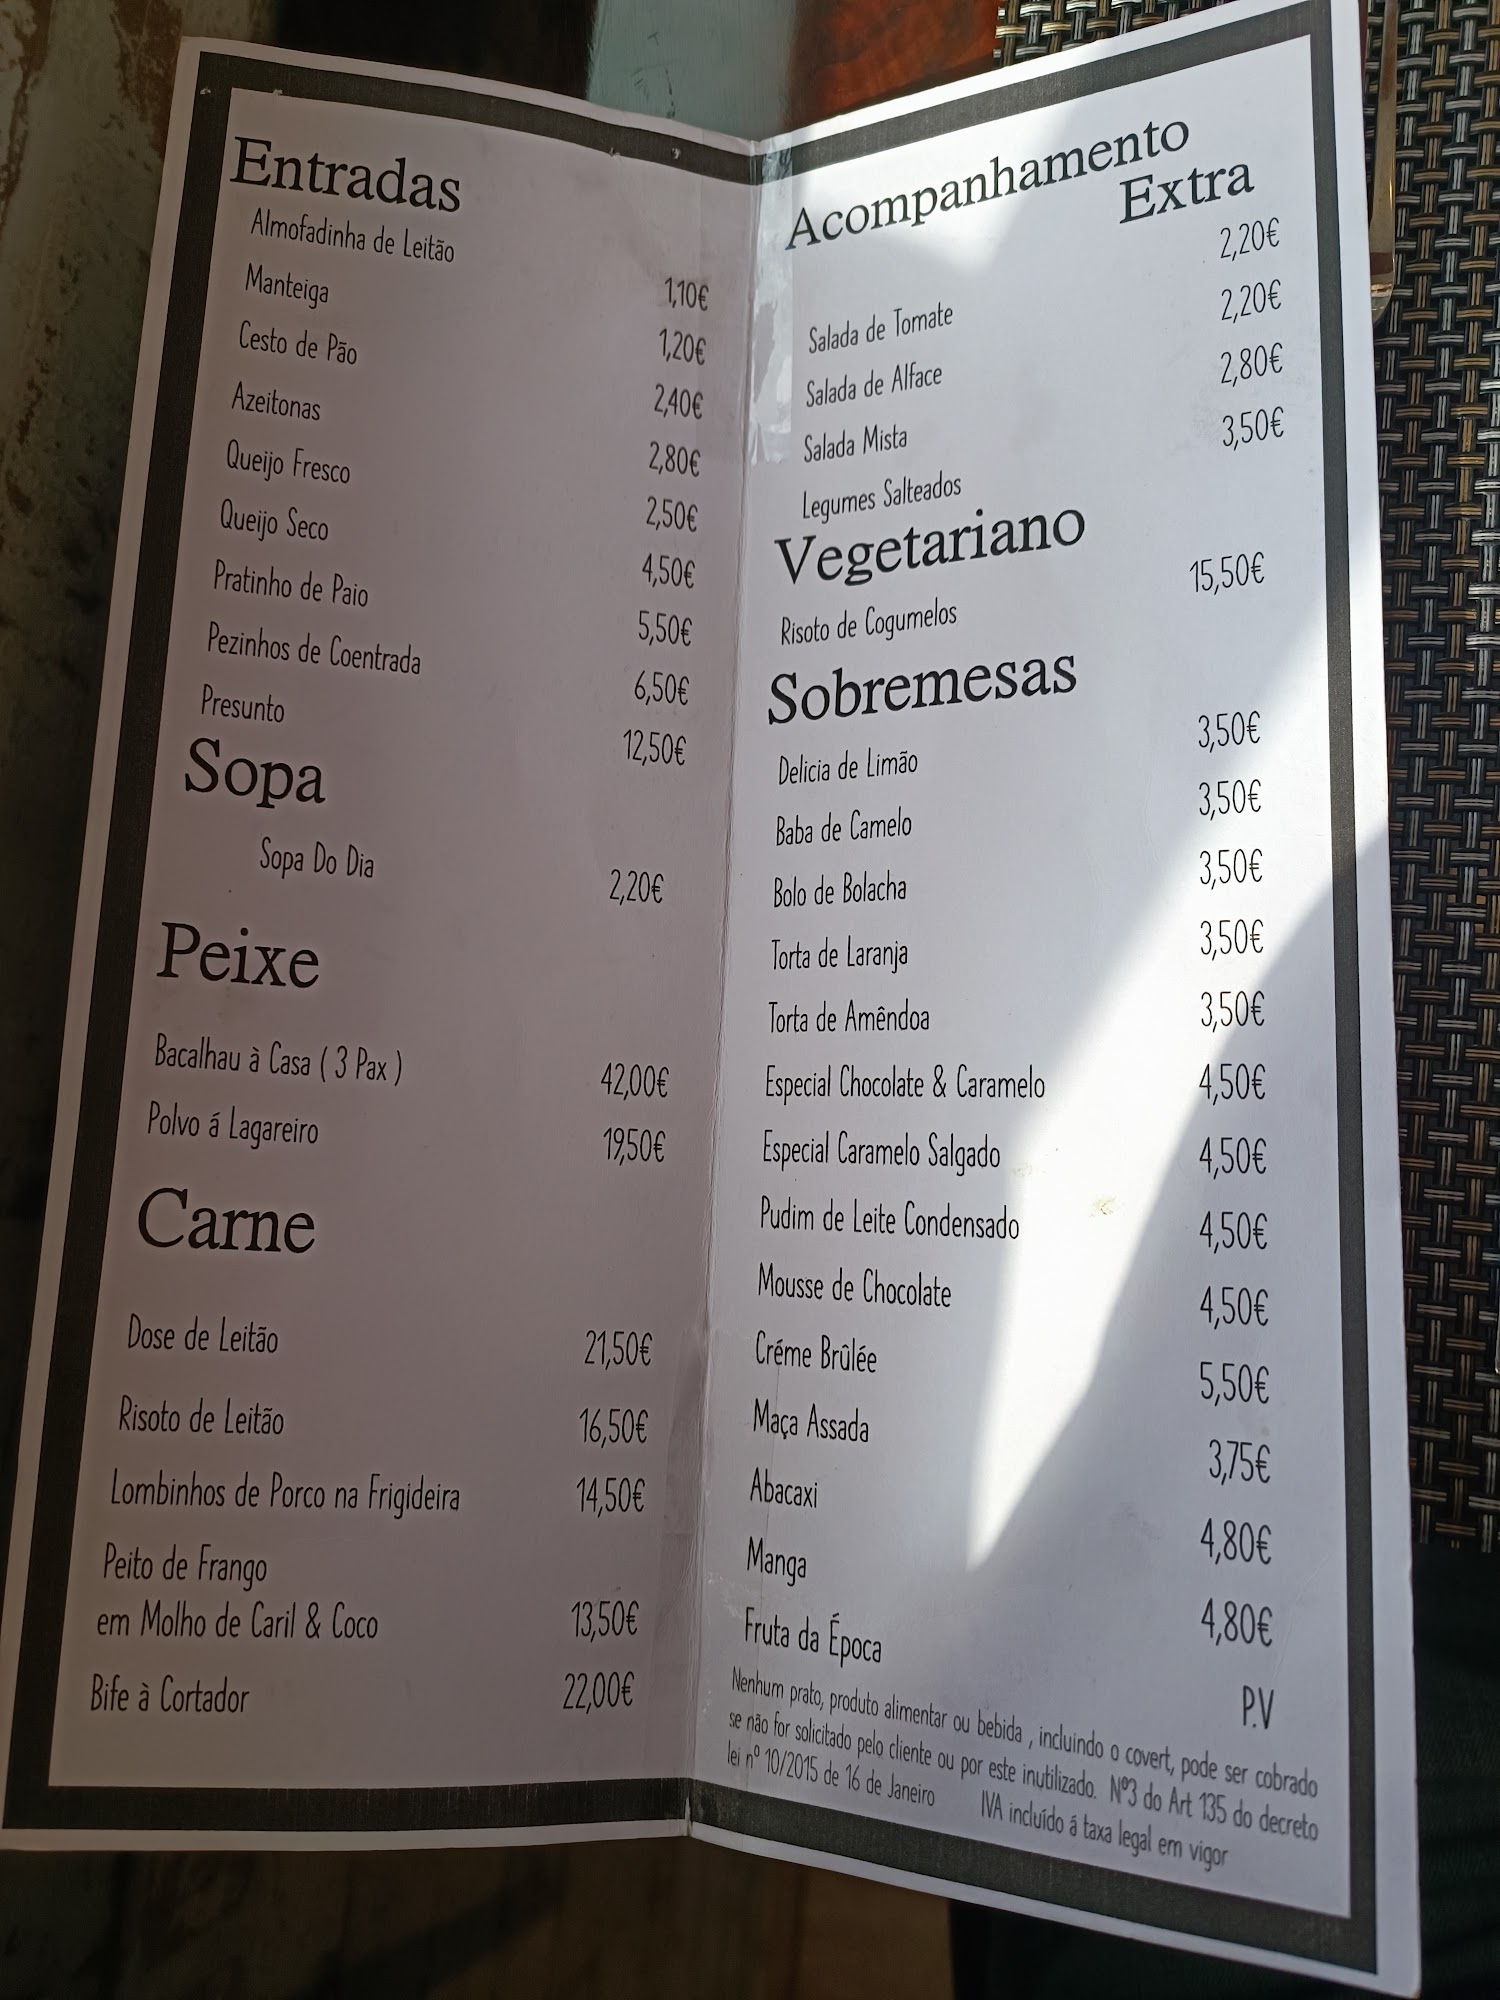 Entradas
Almofadinha de Leitão 1,10€
Manteiga 1,20€
Cesto de Pão 2,40€
Azeitonas 2,80€
Queijo Fresco 2,50€
Queijo Seco 4,50€
Pratinho de Paio 5,50€
Pezinhos de Coentrada 6,50€
Presunto 12,50€
Sopa
Sopa Do Dia 2,20€
Peixe
Bacalhau à Casa ( 3 Pax ) 42,00€
Polvo á Lagareiro 19,50€
Carne
Dose de Leitão 21,50€
Risoto de Leitão 16,50€
Lombinhos de Porco na Frigideira 14,50€
Peito de Frango
em Molho de Caril & Coco 13,50€
Bife à Cortador 22,00€
Acompanhamento
Extra
Salada de Tomate 2,20€
Salada de Alface 2,20€
Salada Mista 2,80€
Legumes Salteados 3,50€
Vegetariano
Risoto de Cogumelos 15,50€
Sobremesas
Delicia de Limão 3,50€
Baba de Camelo 3,50€
Bolo de Bolacha 3,50€
Torta de Laranja 3,50€
Torta de Amêndoa 3,50€
Especial Chocolate & Caramelo 4,50€
Especial Caramelo Salgado 4,50€
Pudim de Leite Condensado 4,50€
Mousse de Chocolate 4,50€
Créme Brûlée 5,50€
Maça Assada 3,75€
Abacaxi 4,80€
Manga 4,80€
Fruta da Época P.V
Nenhum prato, produto alimentar ou bebida , incluindo o covert, pode ser cobrado
se não for solicitado pelo cliente ou por este inutilizado. Nº3 do Art 135 do decreto
lei nº 10/2015 de 16 de Janeiro IVA incluído á taxa legal em vigor